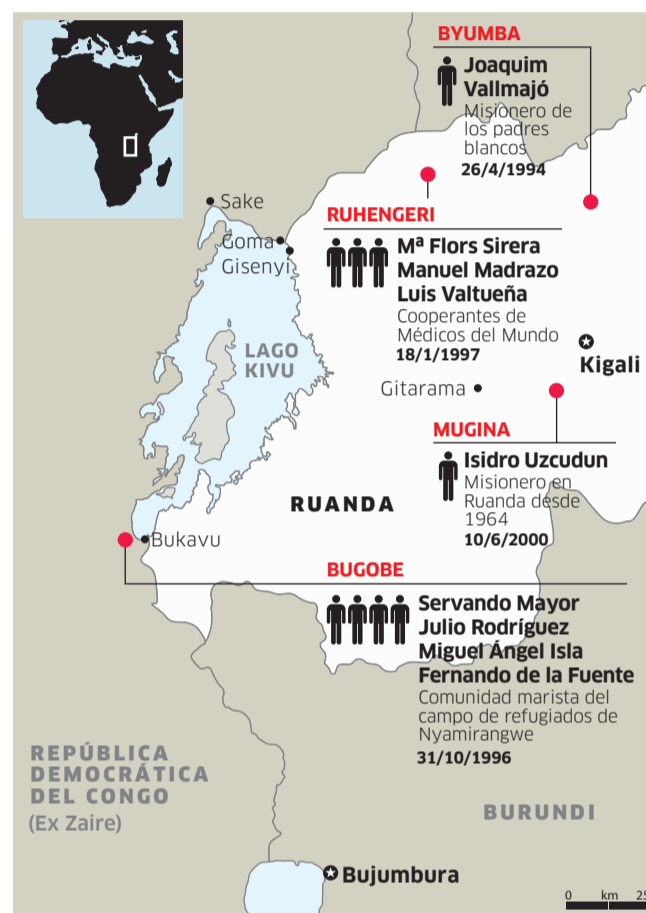 BYUMBA
Joaquim
Vallmajó
Misionero de
los padres
blancos
26/4/1994
Sake
Goma
Gisenyi
RUHENGERI
Mª Flors Sirera
Manuel Madrazo
Luis Valtueña
Cooperantes de
Médicos del Mundo
18/1/1997
LAGO
KIVU
Kigali
Gitarama
MUGINA
Isidro Uzcudun
Misionero en
Ruanda desde
1964
10/6/2000
RUANDA
Bukavu
BUGOBE
Servando Mayor
Julio Rodríguez
Miguel Ángel Isla
Fernando de la Fuente
Comunidad marista del
campo de refugiados de
Nyamirangwe
31/10/1996
REPÚBLICA
DEMOCRÁTICA
DEL CONGO
(Ex Zaire)
BURUNDI
Bujumbura
0 km 25